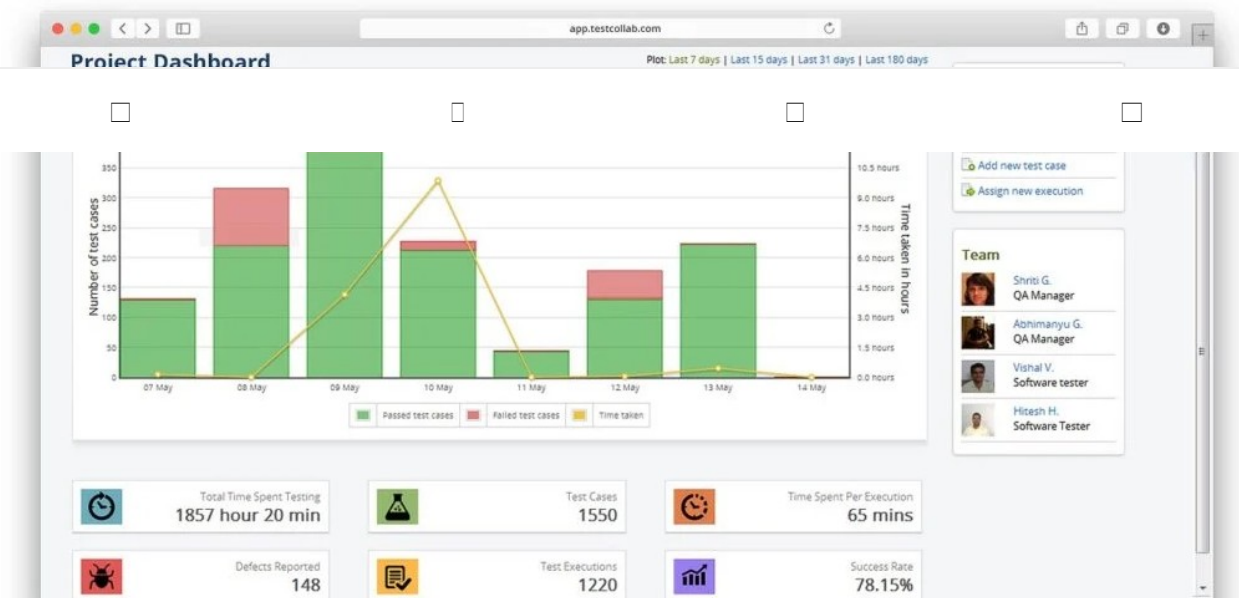 app.testcollab.com
Project Dashboard
Plot: Last 7 days | Last 15 days | Last 31 days | Last 180 days
Number of test cases
350
300
250
200
150
100
50
0
10.5 hours
9.0 hours
7.5 hours
6.0 hours
4.5 hours
3.0 hours
1.5 hours
0.0 hours
Time taken in hours
07 May 08 May 09 May 10 May 11 May 12 May 13 May 14 May
Passed test cases Failed test cases Time taken
Add new test case
Assign new execution
Team
Shriti G.
QA Manager
Abhimanyu G.
QA Manager
Vishal V.
Software tester
Hitesh H.
Software Tester
Total Time Spent Testing
1857 hour 20 min
Test Cases
1550
Time Spent Per Execution
65 mins
Defects Reported
148
Test Executions
1220
Success Rate
78.15%